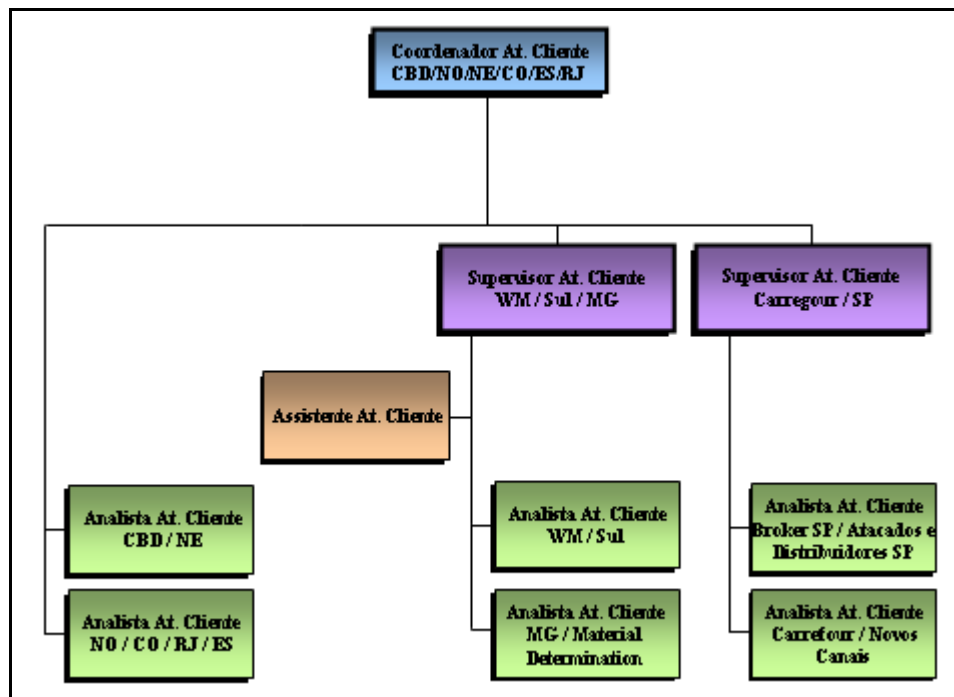 Coordenador At. Cliente
CBD/NO/NE/CO/ES/RJ
Supervisor At. Cliente
WM / Sul / MG
Supervisor At. Cliente
Carregour / SP
Assistente At. Cliente
Analista At. Cliente
CBD / NE
Analista At. Cliente
WM / Sul
Analista At. Cliente
Broker SP / Atacados e
Distribuidores SP
Analista At. Cliente
NO / CO / RJ / ES
Analista At. Cliente
MG / Material
Determination
Analista At. Cliente
Carrefour / Novos
Canais